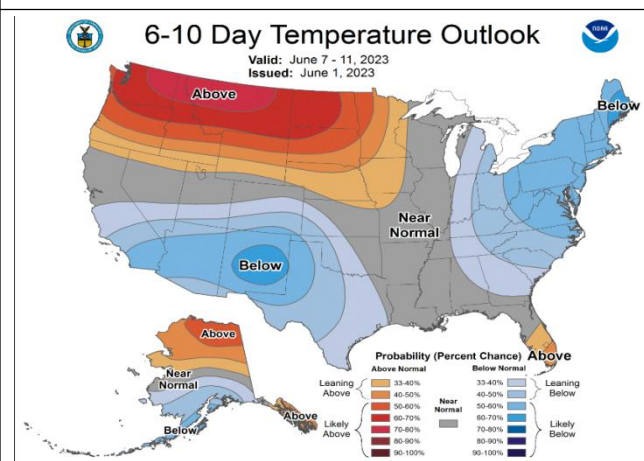 6-10 Day Temperature Outlook
Valid: June 7 - 11, 2023
Issued: June 1, 2023
NOAA
Above
Below
Near
Normal
Below
Above
Near
Normal
Below
Above
Above
Probability (Percent Chance)
Above Normal
Below Normal
Leaning
Above
33-40%
40-50%
Likely
Above
50-60%
60-70%
70-80%
80-90%
90-100%
Near
Normal
33-40%
40-50%
Leaning
Below
50-60%
60-70%
70-80%
80-90%
90-100%
Likely
Below